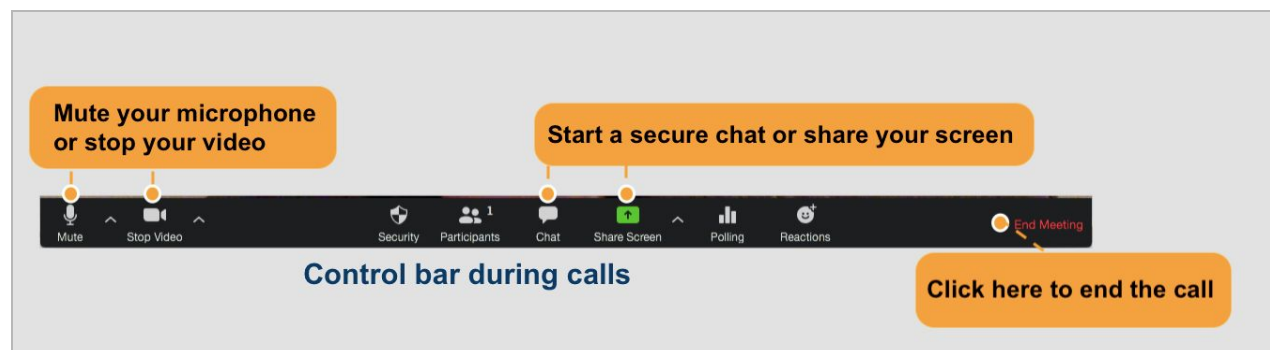 Mute your microphone
or stop your video
Start a secure chat or share your screen
1
Mute
Stop Video
Security
Participants
Chat
Share Screen
Polling
Reactions
End Meeting
Control bar during calls
Click here to end the call